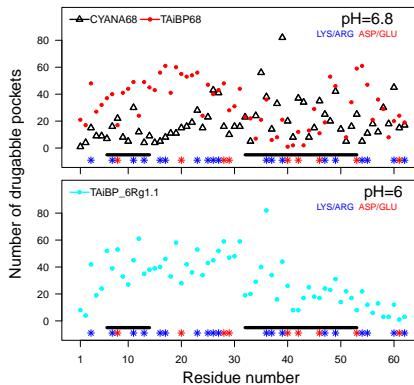 CYANA68 TAiBP68 pH=6.8
LYS/ARG ASP/GLU
80
60
40
20
0
Number of drugabble pockets
TAiBP_6Rg1.1 pH=6
LYS/ARG ASP/GLU
80
60
40
20
0
1 10 20 30 40 50 60
Residue number